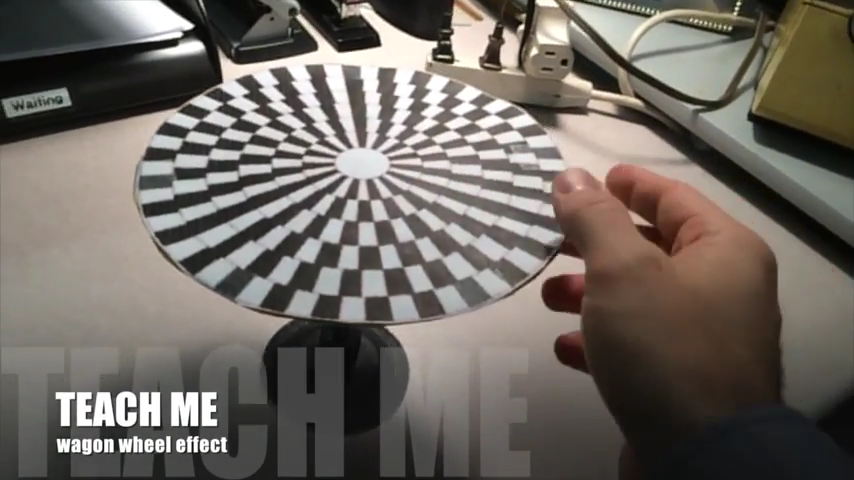 Waiting
TEACH ME
TEACH ME
wagon wheel effect